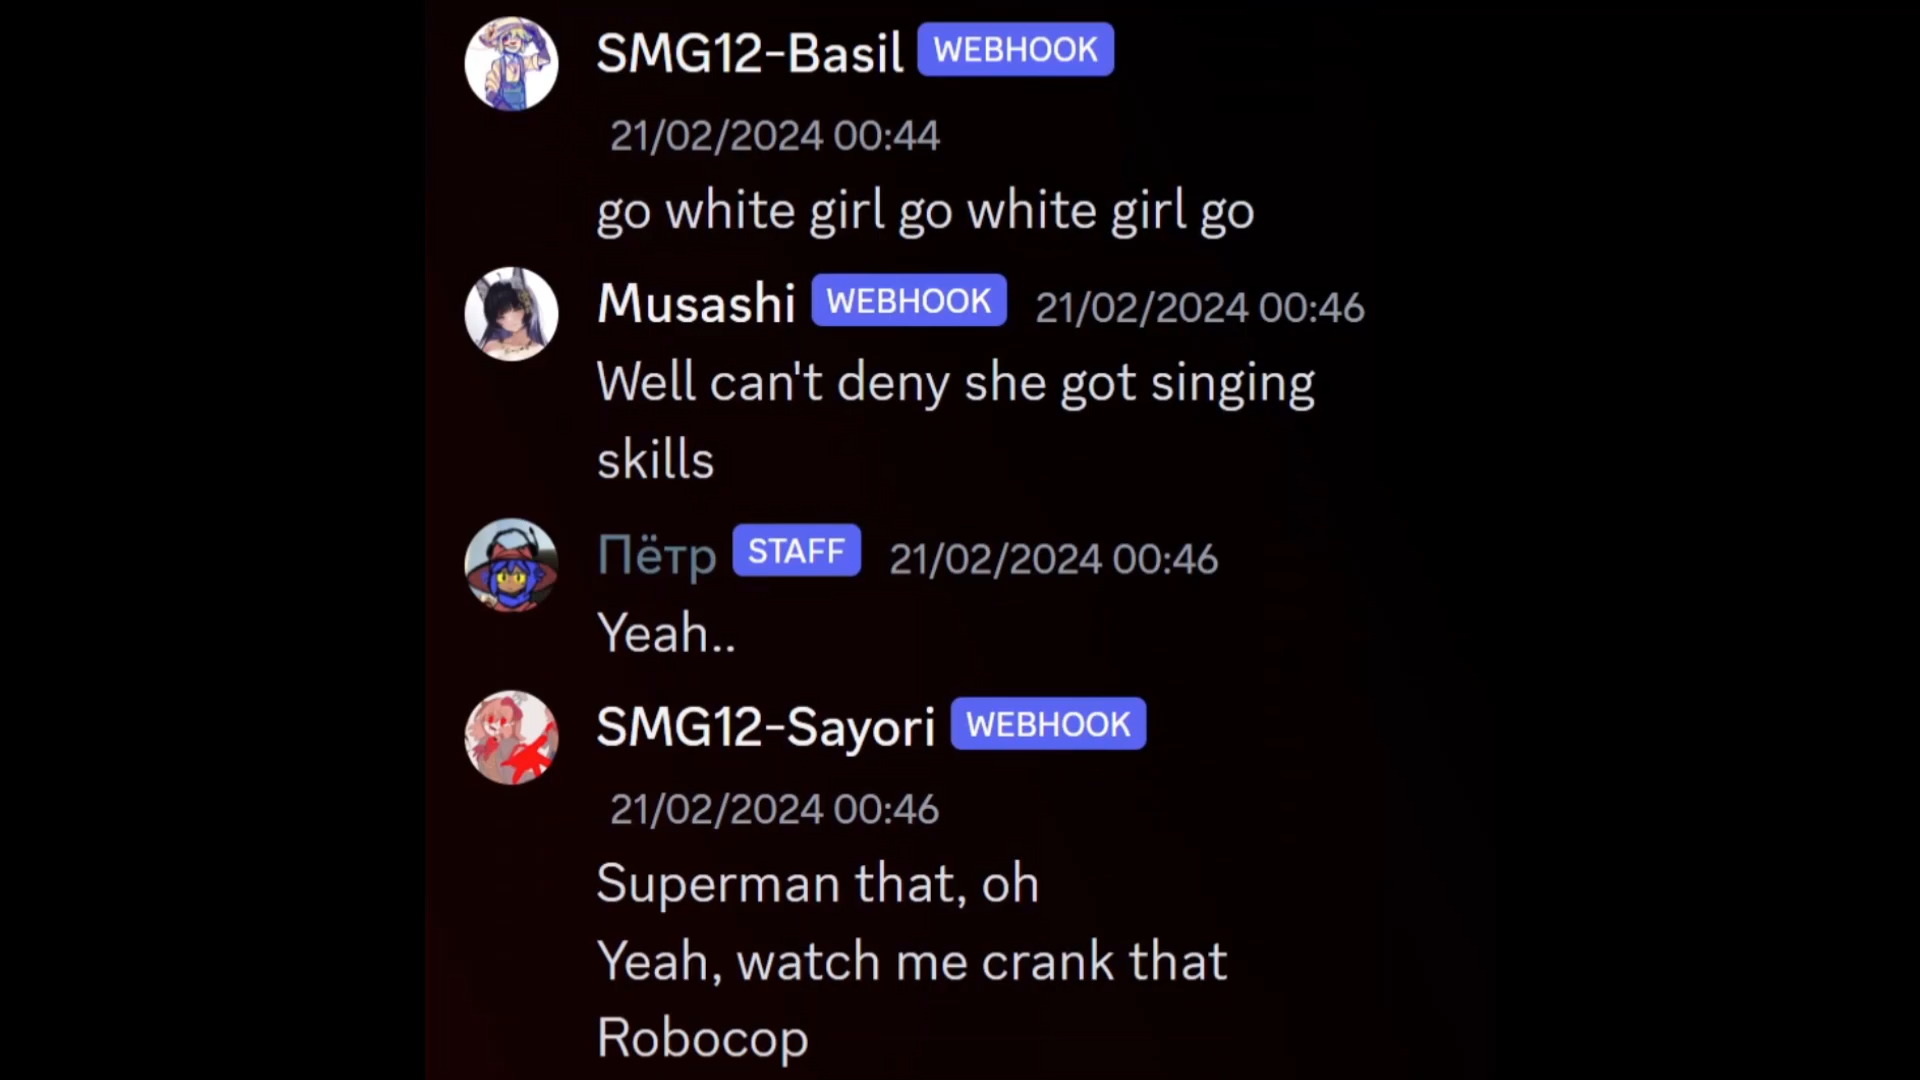 SMG12-Basil WEBHOOK
21/02/2024 00:44
go white girl go white girl go
Musashi WEBHOOK 21/02/2024 00:46
Well can't deny she got singing
skills
Пётр STAFF 21/02/2024 00:46
Yeah..
SMG12-Sayori WEBHOOK
21/02/2024 00:46
Superman that, oh
Yeah, watch me crank that
Robocop